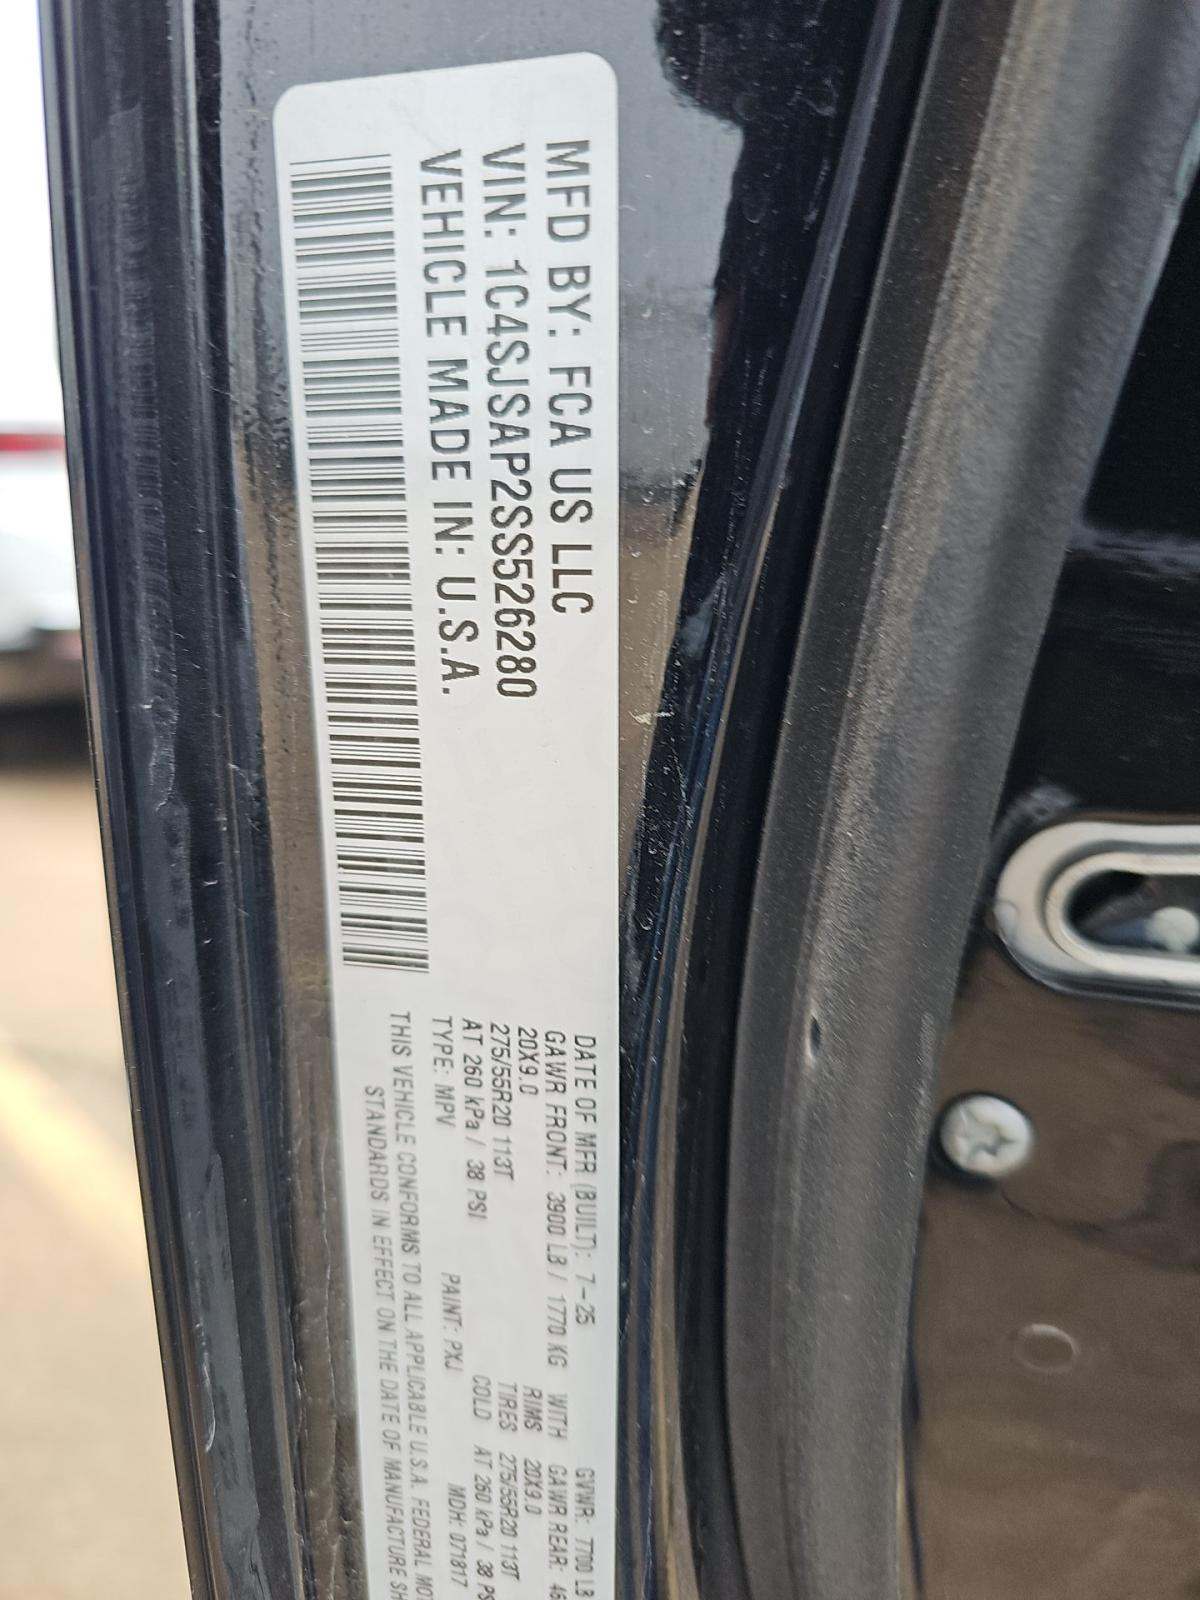 MFD BY: FCA US LLC
VIN: 1C4SJSAP2SS526280
VEHICLE MADE IN: U.S.A.
DATE OF MFR (BUILT): 7-25 GVWR: 7700 LB
GAWR FRONT: 3900 LB / 1770 KG WITH GAWR REAR:
20X9.0 RIMS 20X9.0
275/55R20 113T TIRES 275/55R20 113T
AT 260 kPa / 38 PSI COLD AT 260 kPa / 38
TYPE: MPV PAINT: PXJ MDH: 071817
THIS VEHICLE CONFORMS TO ALL APPLICABLE U.S.A. FEDERAL
STANDARDS IN EFFECT ON THE DATE OF MANUFACTURE